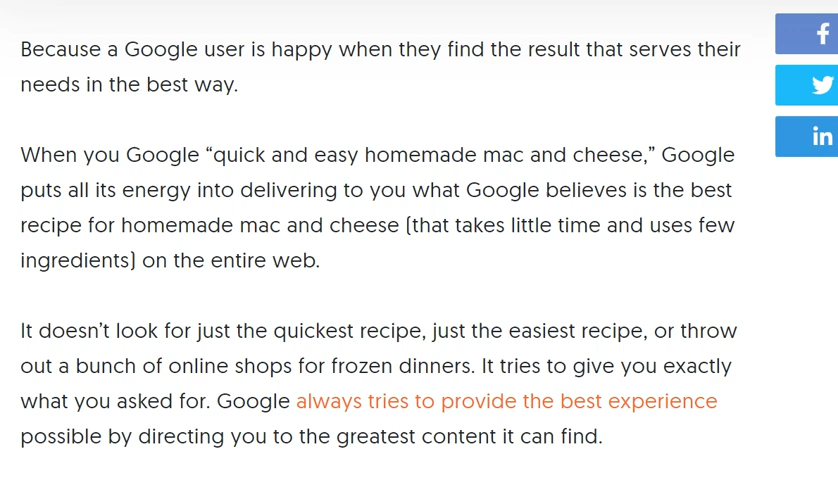 Because a Google user is happy when they find the result that serves their
needs in the best way.
When you Google “quick and easy homemade mac and cheese,” Google
puts all its energy into delivering to you what Google believes is the best
recipe for homemade mac and cheese (that takes little time and uses few
ingredients) on the entire web.
It doesn’t look for just the quickest recipe, just the easiest recipe, or throw
out a bunch of online shops for frozen dinners. It tries to give you exactly
what you asked for. Google always tries to provide the best experience
possible by directing you to the greatest content it can find.
f
in